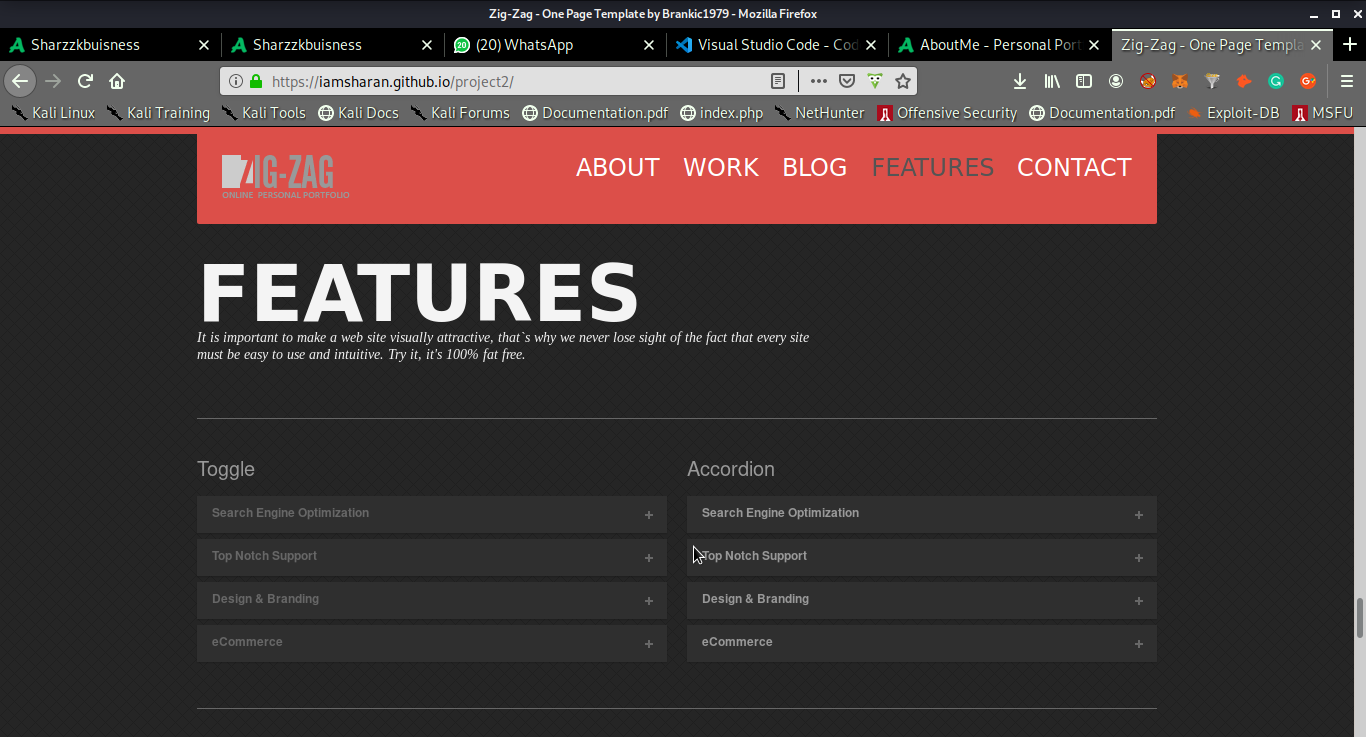 Zig-Zag - One Page Template by Brankic1979 - Mozilla Firefox
Sharzzkbuisness Sharzzkbuisness (20) WhatsApp Visual Studio Code - Cod AboutMe - Personal Port Zig-Zag - One Page Templa
https://iamsharan.github.io/project2/
Kali Linux Kali Training Kali Tools Kali Docs Kali Forums Documentation.pdf index.php NetHunter Offensive Security Documentation.pdf Exploit-DB MSFU
ZIG-ZAG
ONLINE PERSONAL PORTFOLIO
ABOUT WORK BLOG FEATURES CONTACT
FEATURES
It is important to make a web site visually attractive, that`s why we never lose sight of the fact that every site
must be easy to use and intuitive. Try it, it's 100% fat free.
Toggle
Search Engine Optimization +
Top Notch Support +
Design & Branding +
eCommerce +
Accordion
Search Engine Optimization +
Top Notch Support +
Design & Branding +
eCommerce +